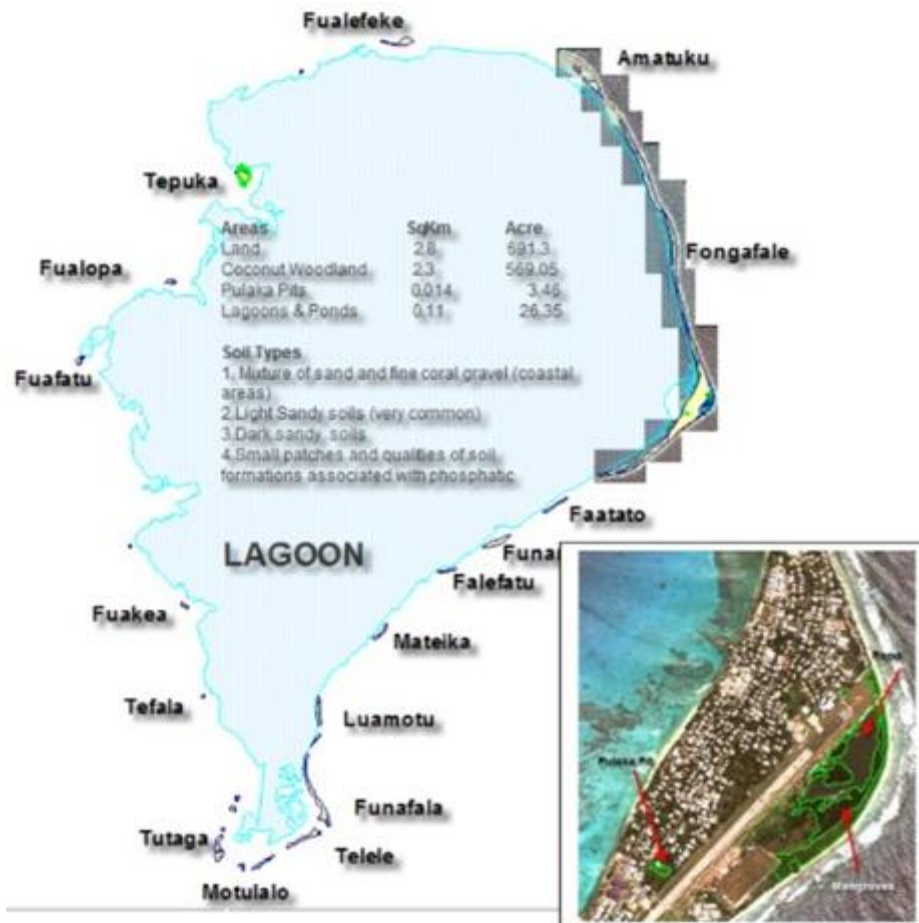 Fualefeke
Amatuku
Tepuka
Areas SqKm Acre
Land 2.8 691.3
Coconut Woodland 2.3 569.05
Pulaka Pits 0.014 3.46
Lagoons & Ponds 0.11 26.35
Fongafale
Fualopa
Fuafatu
Soil Types
1. Mixture of sand and fine coral gravel (coastal
areas)
2.Light Sandy soils (very common)
3.Dark sandy soils
4.Small patches and qualities of soil
formations associated with phosphatic
Faatato
LAGOON
Funa
Falefatu
Fuakea
Mateika
Tefala
Luamotu
Funafala
Tutaga
Telele
Motulalo
Pulaka Pit
Mangroves